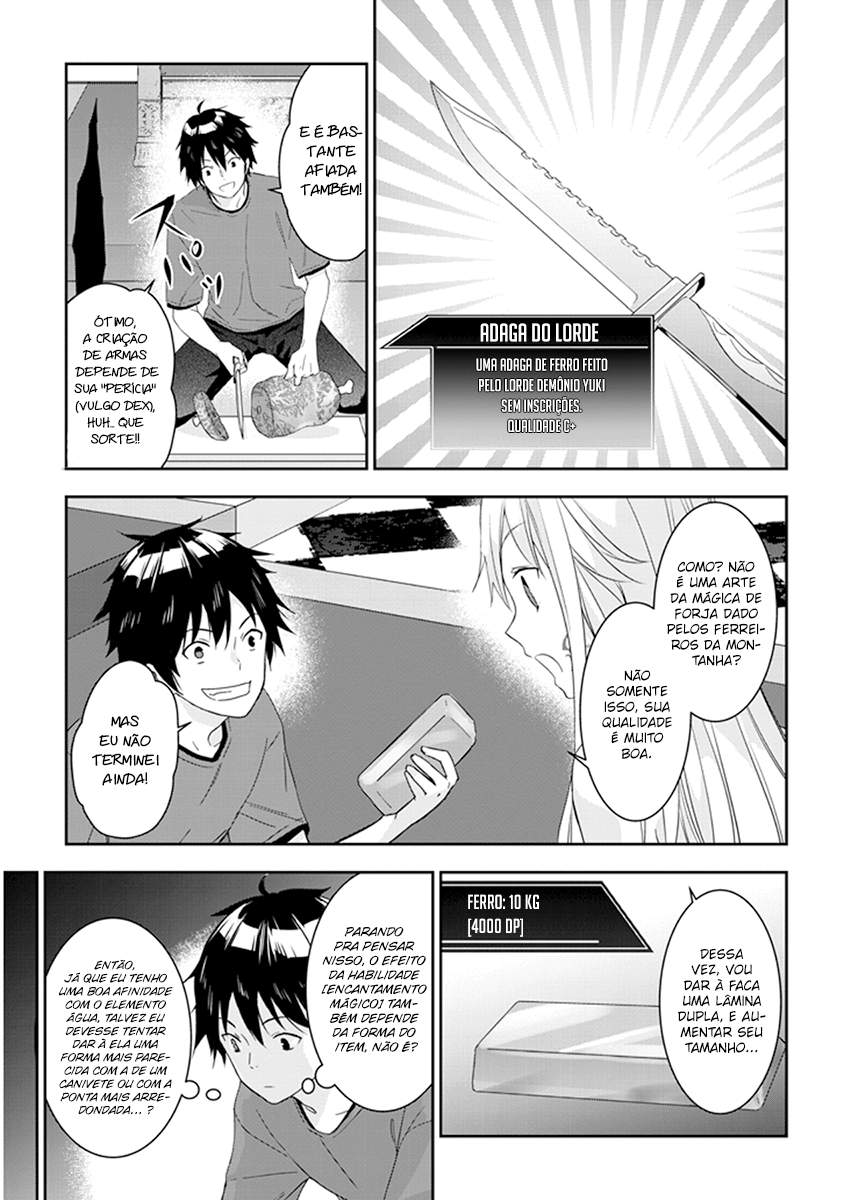 ADAGA DO LORDE
UMA ADAGA DE FERRO FEITO
PELO LORDE DEMÔNIO YUKI
SEM INSCRIÇÕES.
QUALIDADE C+
E É BAS-
TANTE
AFIADA
TAMBÉM!
ÓTIMO,
A CRIAÇÃO
DE ARMAS
DEPENDE DE
SUA "PERÍCIA"
(VULGO DEX),
HUH... QUE
SORTE!!
COMO? NÃO
É UMA ARTE
DA MÁGICA DE
FORJA DADO
PELOS FERREI-
ROS DA MON-
TANHA?
NÃO
SOMENTE
ISSO, SUA
QUALIDADE
É MUITO
BOA.
MAS
EU NÃO
TERMINEI
AINDA!
FERRO: 10 KG
[4000 DP]
DESSA
VEZ, VOU
DAR À FACA
UMA LÂMINA
DUPLA, E AU-
MENTAR SEU
TAMANHO...
PARANDO
PRA PENSAR
NISSO, O EFEITO
DA HABILIDADE
[ENCANTAMENTO
MÁGICO] TAM-
BÉM DEPENDE
DA FORMA DO
ITEM, NÃO É?
ENTÃO,
JÁ QUE EU TENHO
UMA BOA AFINIDADE
COM O ELEMENTO
ÁGUA, TALVEZ EU
DEVESSE TENTAR
DAR À ELA UMA
FORMA MAIS PARE-
CIDA COM A DE UM
CANIVETE OU COM A
PONTA MAIS ARRE-
DONDADA... ?